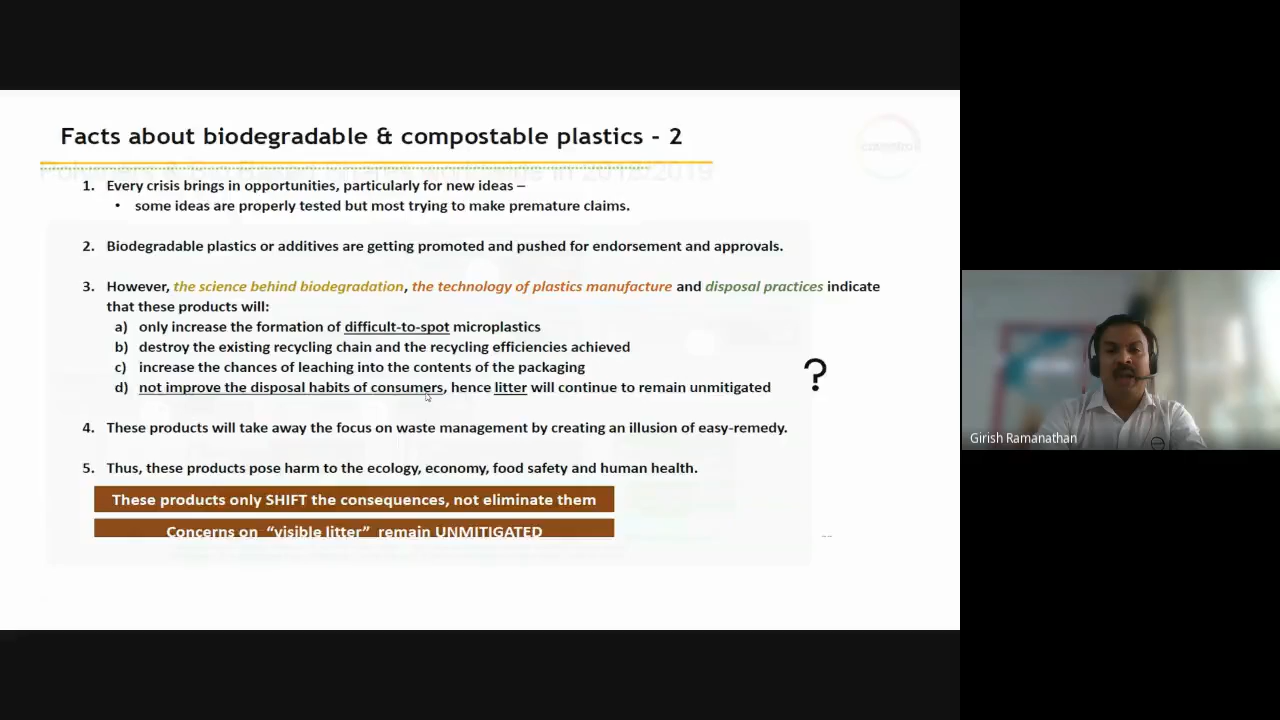 Facts about biodegradable & compostable plastics - 2
1. Every crisis brings in opportunities, particularly for new ideas –
• some ideas are properly tested but most trying to make premature claims.
2. Biodegradable plastics or additives are getting promoted and pushed for endorsement and approvals.
3. However, the science behind biodegradation, the technology of plastics manufacture and disposal practices indicate
that these products will:
a) only increase the formation of difficult-to-spot microplastics
b) destroy the existing recycling chain and the recycling efficiencies achieved
c) increase the chances of leaching into the contents of the packaging
d) not improve the disposal habits of consumers, hence litter will continue to remain unmitigated
?
4. These products will take away the focus on waste management by creating an illusion of easy-remedy.
5. Thus, these products pose harm to the ecology, economy, food safety and human health.
These products only SHIFT the consequences, not eliminate them
Concerns on “visible litter” remain UNMITIGATED
Girish Ramanathan